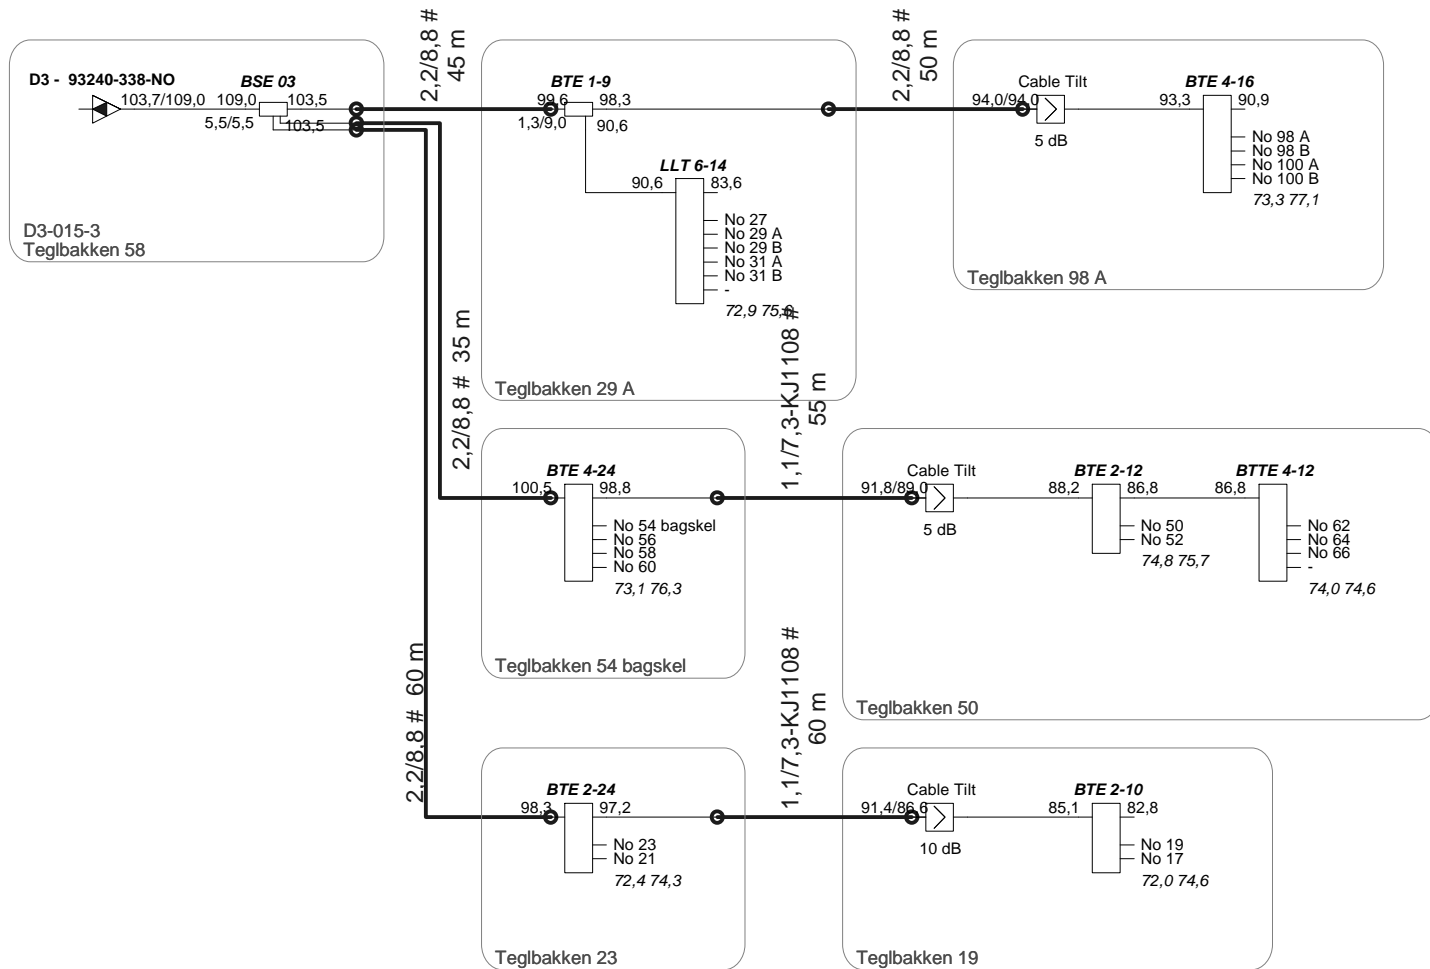 D3 - 93240-338-NO
103,7/109,0
BSE 03
109,0
103,5
5,5/5,5
103,5
D3-015-3
Teglbakken 58
2,2/8,8 #
45 m
BTE 1-9
99,6
98,3
1,3/9,0
90,6
LLT 6-14
90,6
83,6
No 27
No 29 A
No 29 B
No 31 A
No 31 B
-
72,9 75,6
Teglbakken 29 A
2,2/8,8 #
50 m
Cable Tilt
94,0/94,0
5 dB
BTE 4-16
93,3
90,9
No 98 A
No 98 B
No 100 A
No 100 B
73,3 77,1
Teglbakken 98 A
2,2/8,8 # 35 m
BTE 4-24
100,5
98,8
No 54 bagskel
No 56
No 58
No 60
73,1 76,3
Teglbakken 54 bagskel
1,1/7,3-KJ1108 #
55 m
Cable Tilt
91,8/89,0
5 dB
BTE 2-12
88,2
86,8
No 50
No 52
74,8 75,7
BTTE 4-12
86,8
No 62
No 64
No 66
-
74,0 74,6
Teglbakken 50
2,2/8,8 # 60 m
BTE 2-24
98,3
97,2
No 23
No 21
72,4 74,3
Teglbakken 23
1,1/7,3-KJ1108 #
60 m
Cable Tilt
91,4/86,6
10 dB
BTE 2-10
85,1
82,8
No 19
No 17
72,0 74,6
Teglbakken 19